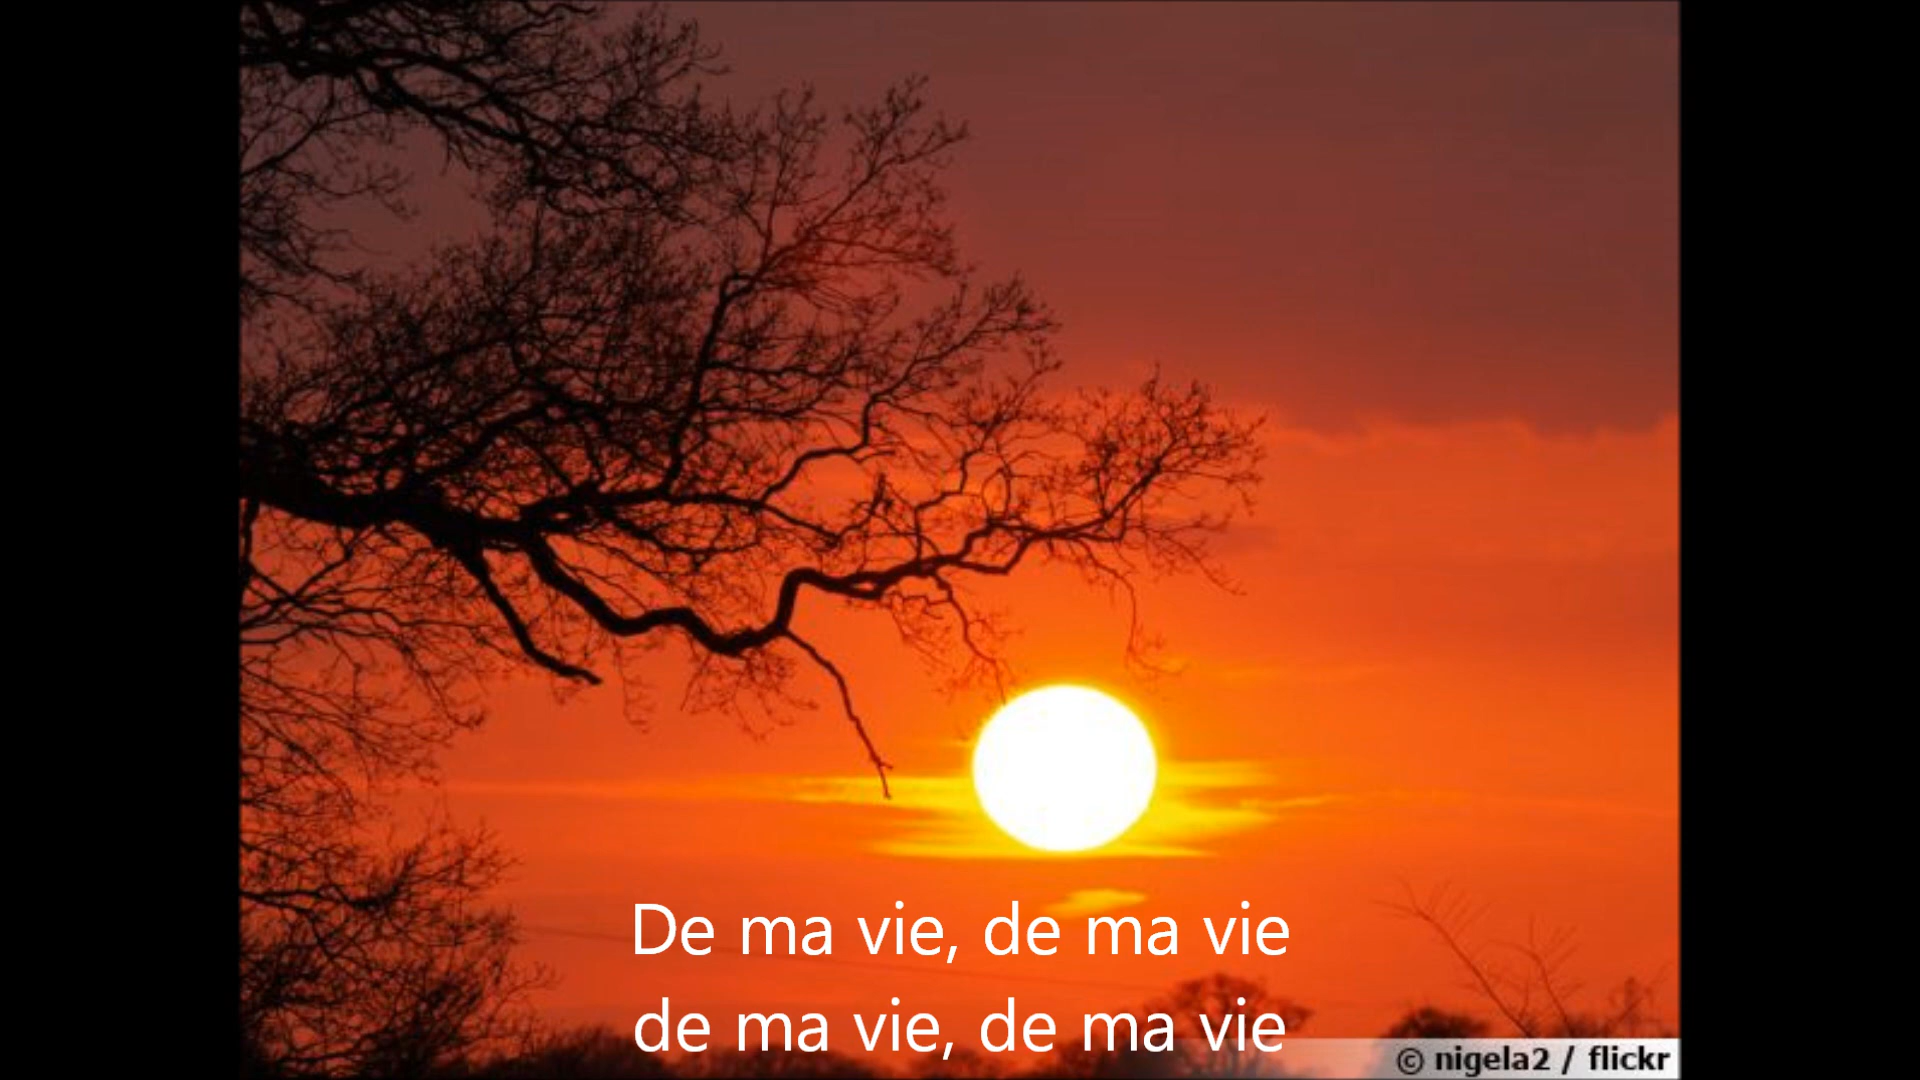 De ma vie, de ma vie
de ma vie, de ma vie
© nigela2 / flickr